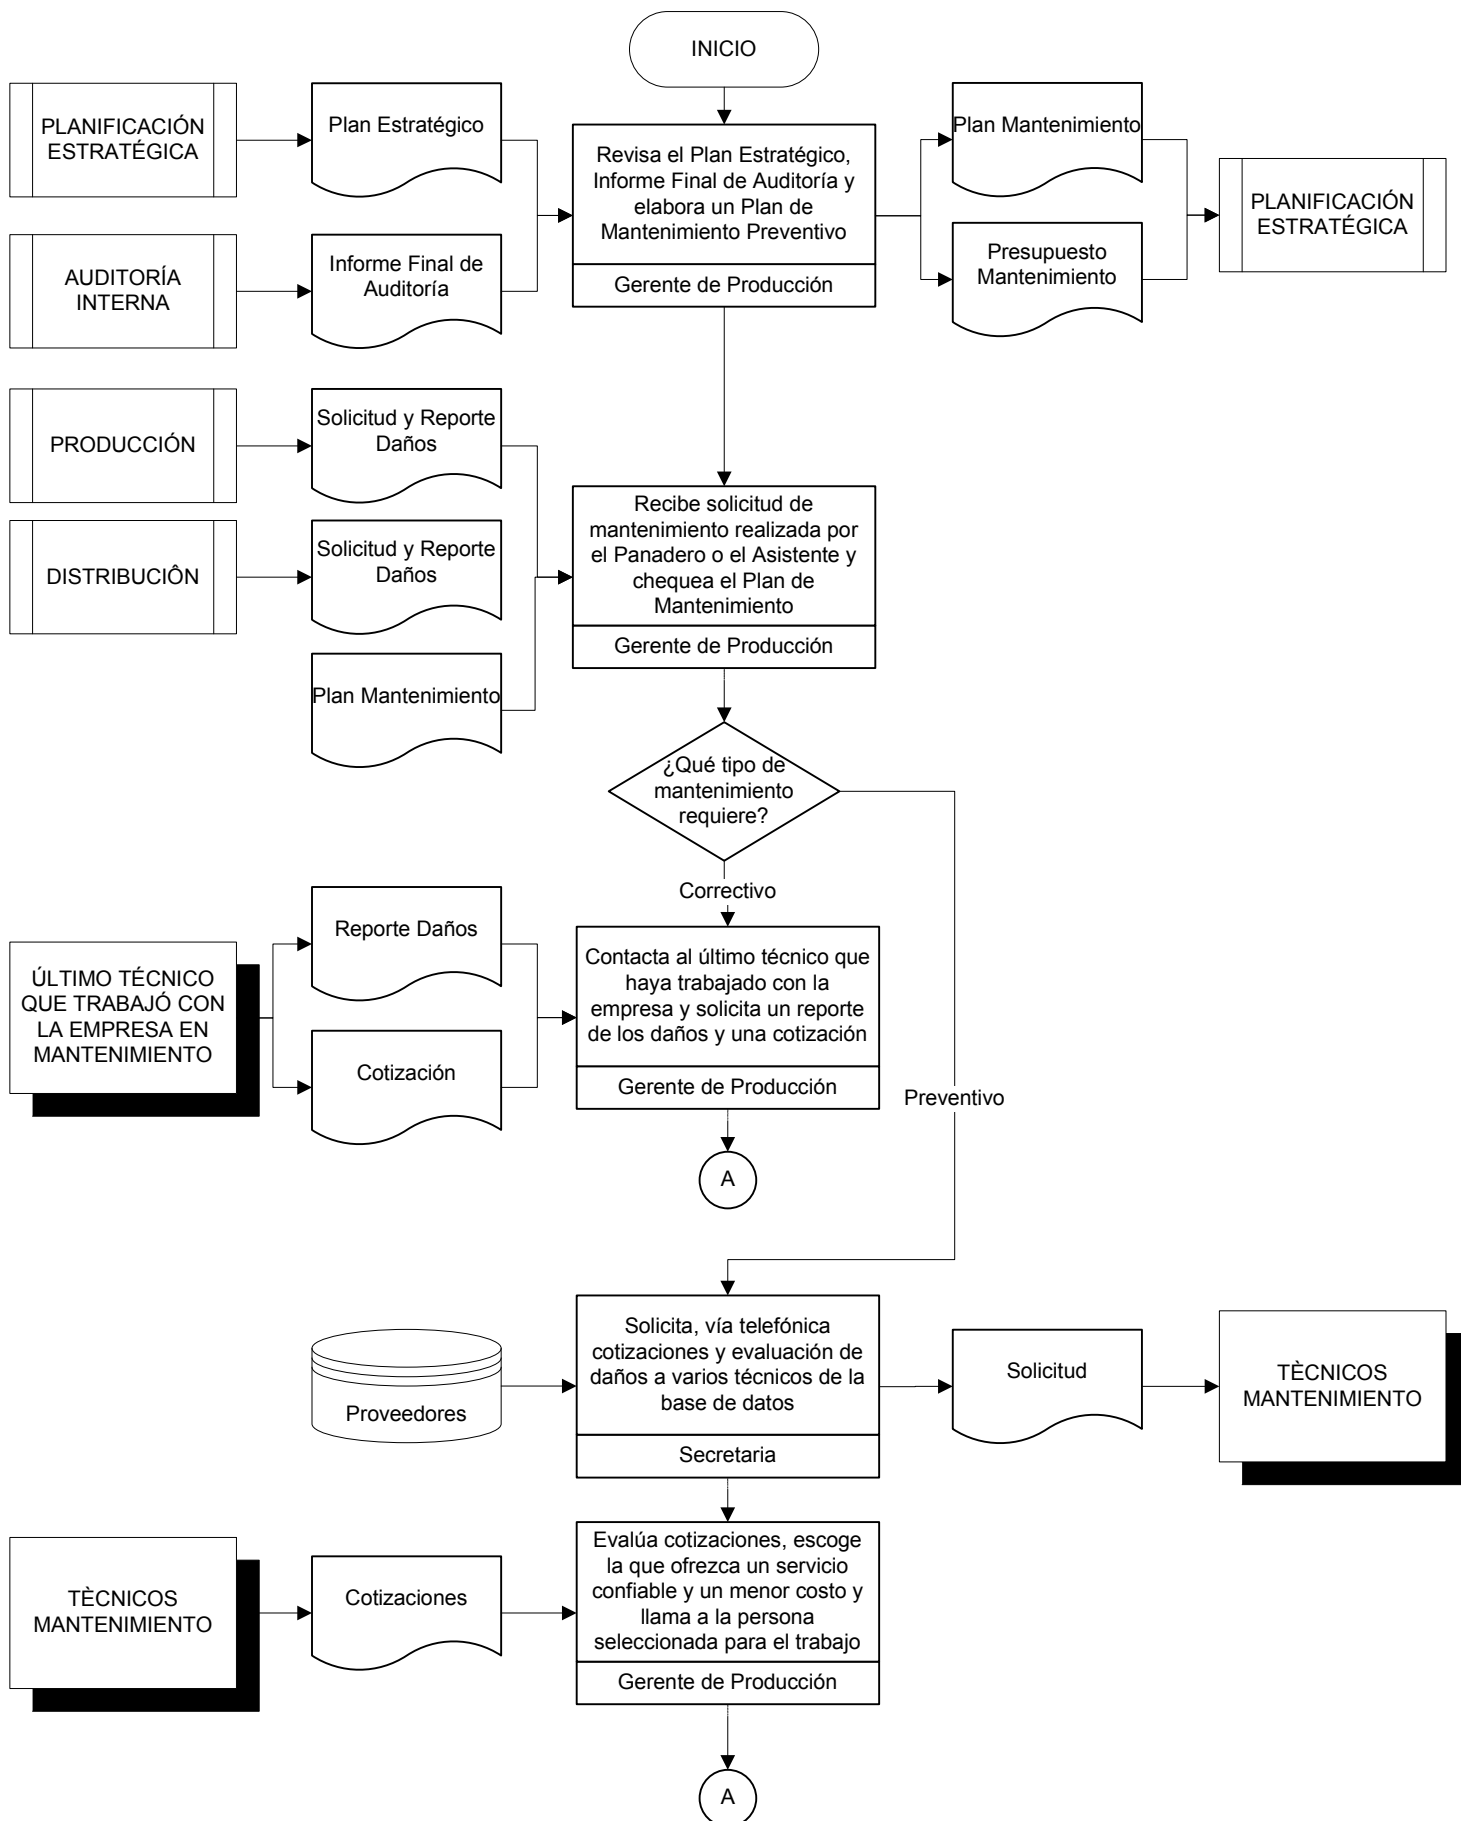 INICIO
PLANIFICACIÓN
ESTRATÉGICA
Plan Estratégico
Revisa el Plan Estratégico,
Informe Final de Auditoría y
elabora un Plan de
Mantenimiento Preventivo
Gerente de Producción
Plan Mantenimiento
PLANIFICACIÓN
ESTRATÉGICA
AUDITORÍA
INTERNA
Informe Final de
Auditoría
Presupuesto
Mantenimiento
PRODUCCIÓN
Solicitud y Reporte
Daños
Recibe solicitud de
mantenimiento realizada por
el Panadero o el Asistente y
chequea el Plan de
Mantenimiento
Gerente de Producción
DISTRIBUCIÔN
Solicitud y Reporte
Daños
Plan Mantenimiento
¿Qué tipo de
mantenimiento
requiere?
Correctivo
Reporte Daños
ÚLTIMO TÉCNICO
QUE TRABAJÓ CON
LA EMPRESA EN
MANTENIMIENTO
Cotización
Contacta al último técnico que
haya trabajado con la
empresa y solicita un reporte
de los daños y una cotización
Gerente de Producción
Preventivo
A
Proveedores
Solicita, vía telefónica
cotizaciones y evaluación de
daños a varios técnicos de la
base de datos
Secretaria
Solicitud
TÈCNICOS
MANTENIMIENTO
TÈCNICOS
MANTENIMIENTO
Cotizaciones
Evalúa cotizaciones, escoge
la que ofrezca un servicio
confiable y un menor costo y
llama a la persona
seleccionada para el trabajo
Gerente de Producción
A